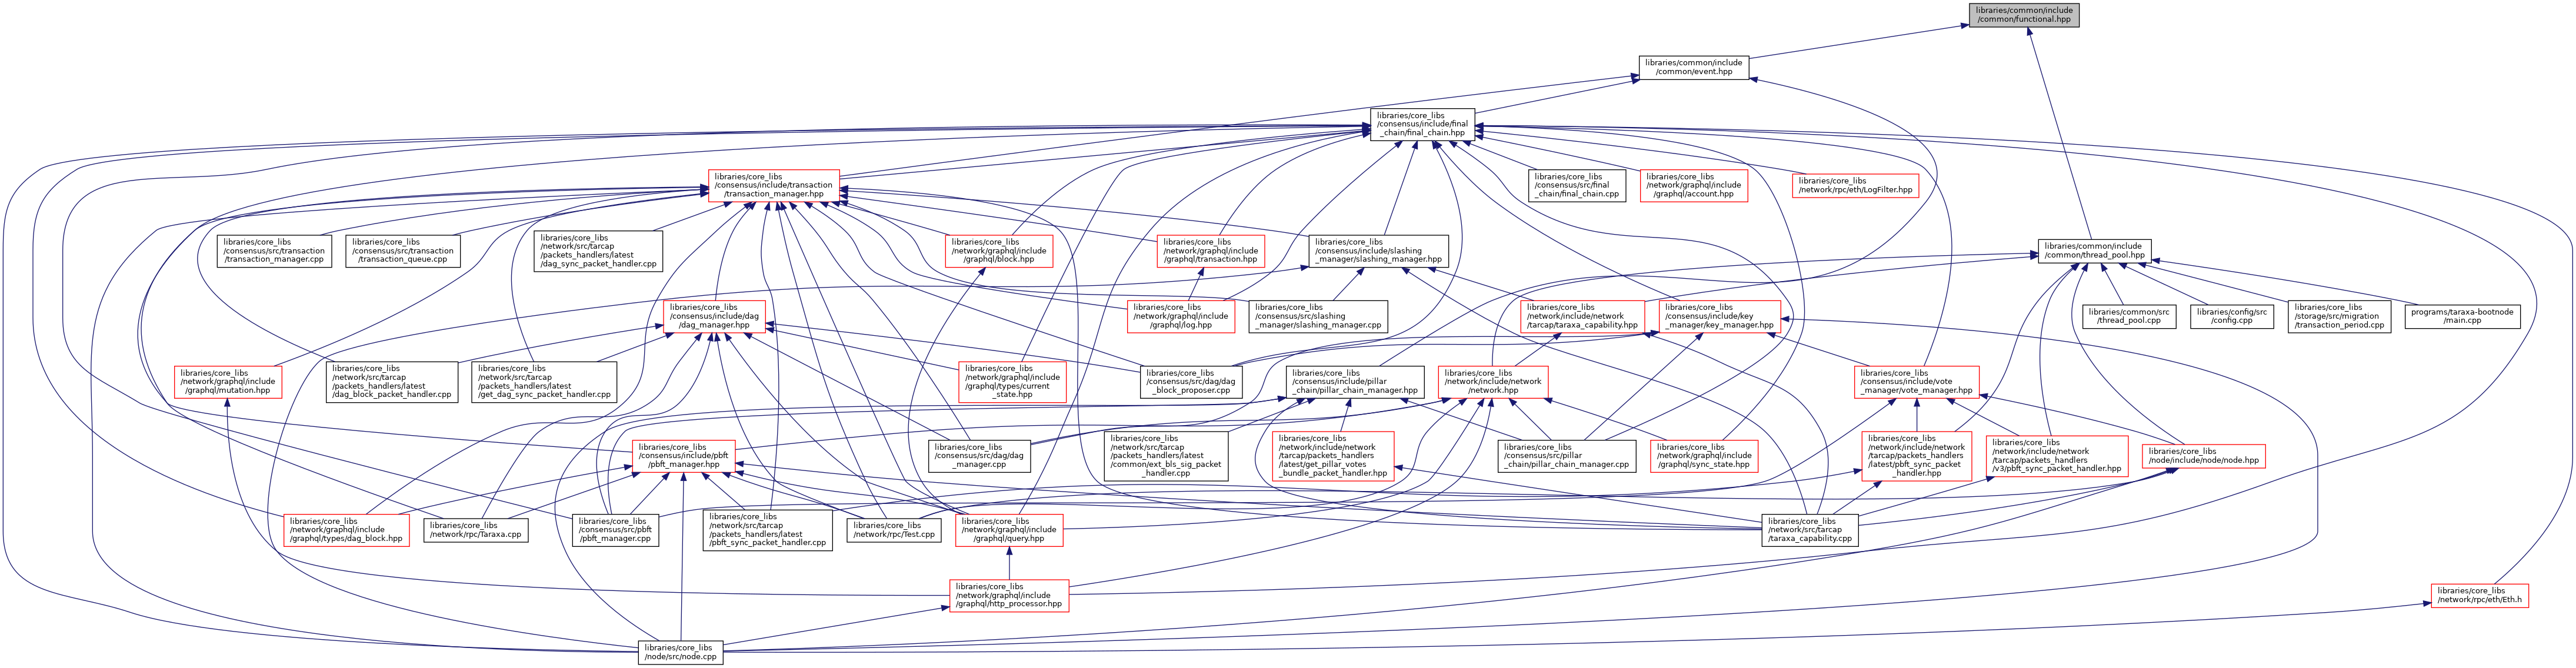 libraries/common/include
/common/functional.hpp
libraries/common/include
/common/event.hpp
libraries/core_libs
/consensus/include/final
_chain/final_chain.hpp
libraries/core_libs
/consensus/include/transaction
/transaction_manager.hpp
libraries/core_libs
/consensus/src/final
_chain/final_chain.cpp
libraries/core_libs
/network/graphql/include
/graphql/account.hpp
libraries/core_libs
/network/rpc/eth/LogFilter.hpp
libraries/core_libs
/consensus/src/transaction
/transaction_manager.cpp
libraries/core_libs
/consensus/src/transaction
/transaction_queue.cpp
libraries/core_libs
/network/src/tarcap
/packets_handlers/latest
/dag_sync_packet_handler.cpp
libraries/core_libs
/network/graphql/include
/graphql/block.hpp
libraries/core_libs
/network/graphql/include
/graphql/transaction.hpp
libraries/core_libs
/consensus/include/slashing
_manager/slashing_manager.hpp
libraries/common/include
/common/thread_pool.hpp
libraries/core_libs
/consensus/include/dag
/dag_manager.hpp
libraries/core_libs
/network/graphql/include
/graphql/log.hpp
libraries/core_libs
/consensus/src/slashing
_manager/slashing_manager.cpp
libraries/core_libs
/network/include/network
/tarcap/taraxa_capability.hpp
libraries/core_libs
/consensus/include/key
_manager/key_manager.hpp
libraries/common/src
/thread_pool.cpp
libraries/config/src
/config.cpp
libraries/core_libs
/storage/src/migration
/transaction_period.cpp
programs/taraxa-bootnode
/main.cpp
libraries/core_libs
/network/graphql/include
/graphql/mutation.hpp
libraries/core_libs
/network/src/tarcap
/packets_handlers/latest
/dag_block_packet_handler.cpp
libraries/core_libs
/network/src/tarcap
/packets_handlers/latest
/get_dag_sync_packet_handler.cpp
libraries/core_libs
/network/graphql/include
/graphql/types/current
_state.hpp
libraries/core_libs
/consensus/src/dag/dag
_block_proposer.cpp
libraries/core_libs
/consensus/include/pillar
_chain/pillar_chain_manager.hpp
libraries/core_libs
/network/include/network
/network.hpp
libraries/core_libs
/consensus/include/vote
_manager/vote_manager.hpp
libraries/core_libs
/consensus/include/pbft
/pbft_manager.hpp
libraries/core_libs
/consensus/src/dag/dag
_manager.cpp
libraries/core_libs
/network/src/tarcap
/packets_handlers/latest
/common/ext_bls_sig_packet
_handler.cpp
libraries/core_libs
/network/include/network
/tarcap/packets_handlers
/latest/get_pillar_votes
_bundle_packet_handler.hpp
libraries/core_libs
/consensus/src/pillar
_chain/pillar_chain_manager.cpp
libraries/core_libs
/network/graphql/include
/graphql/sync_state.hpp
libraries/core_libs
/network/include/network
/tarcap/packets_handlers
/latest/pbft_sync_packet
_handler.hpp
libraries/core_libs
/network/include/network
/tarcap/packets_handlers
/v3/pbft_sync_packet_handler.hpp
libraries/core_libs
/node/include/node/node.hpp
libraries/core_libs
/network/graphql/include
/graphql/types/dag_block.hpp
libraries/core_libs
/network/rpc/Taraxa.cpp
libraries/core_libs
/consensus/src/pbft
/pbft_manager.cpp
libraries/core_libs
/network/src/tarcap
/packets_handlers/latest
/pbft_sync_packet_handler.cpp
libraries/core_libs
/network/rpc/Test.cpp
libraries/core_libs
/network/graphql/include
/graphql/query.hpp
libraries/core_libs
/network/src/tarcap
/taraxa_capability.cpp
libraries/core_libs
/network/graphql/include
/graphql/http_processor.hpp
libraries/core_libs
/network/rpc/eth/Eth.h
libraries/core_libs
/node/src/node.cpp